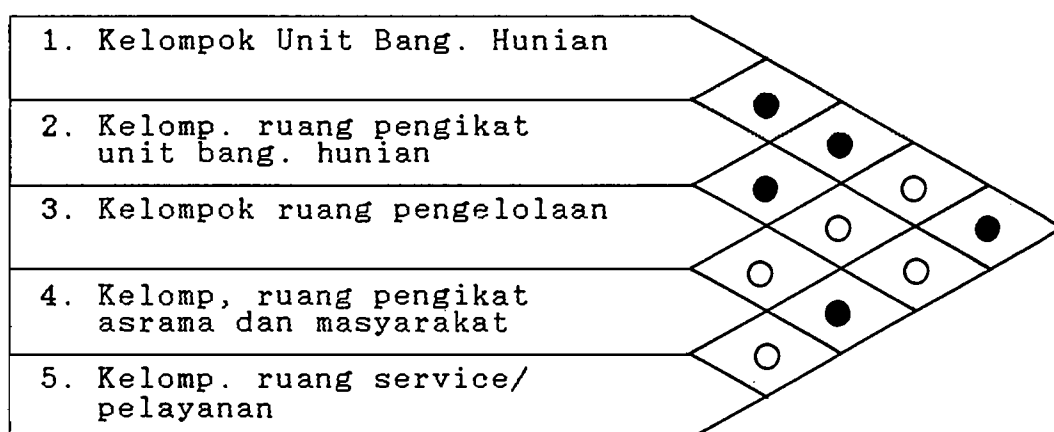 1. Kelompok Unit Bang. Hunian
2. Kelomp. ruang pengikat
unit bang. hunian
3. Kelompok ruang pengelolaan
4. Kelomp, ruang pengikat
asrama dan masyarakat
5. Kelomp. ruang service/
pelayanan